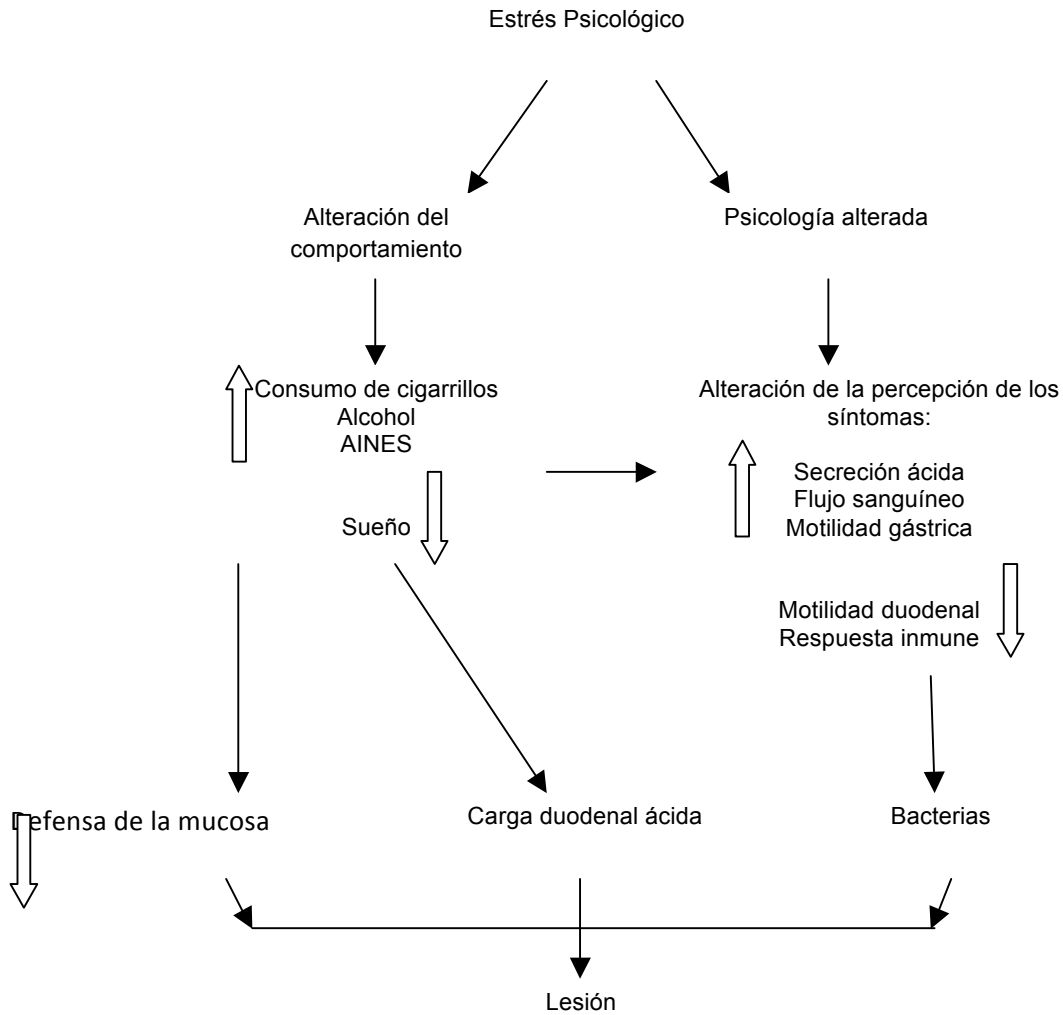 Estrés Psicológico
Alteración del
comportamiento
Psicología alterada
Consumo de cigarrillos
Alcohol
AINES
Sueño
Alteración de la percepción de los
síntomas:
Secreción ácida
Flujo sanguíneo
Motilidad gástrica
Motilidad duodenal
Respuesta inmune
Defensa de la mucosa
Carga duodenal ácida
Bacterias
Lesión